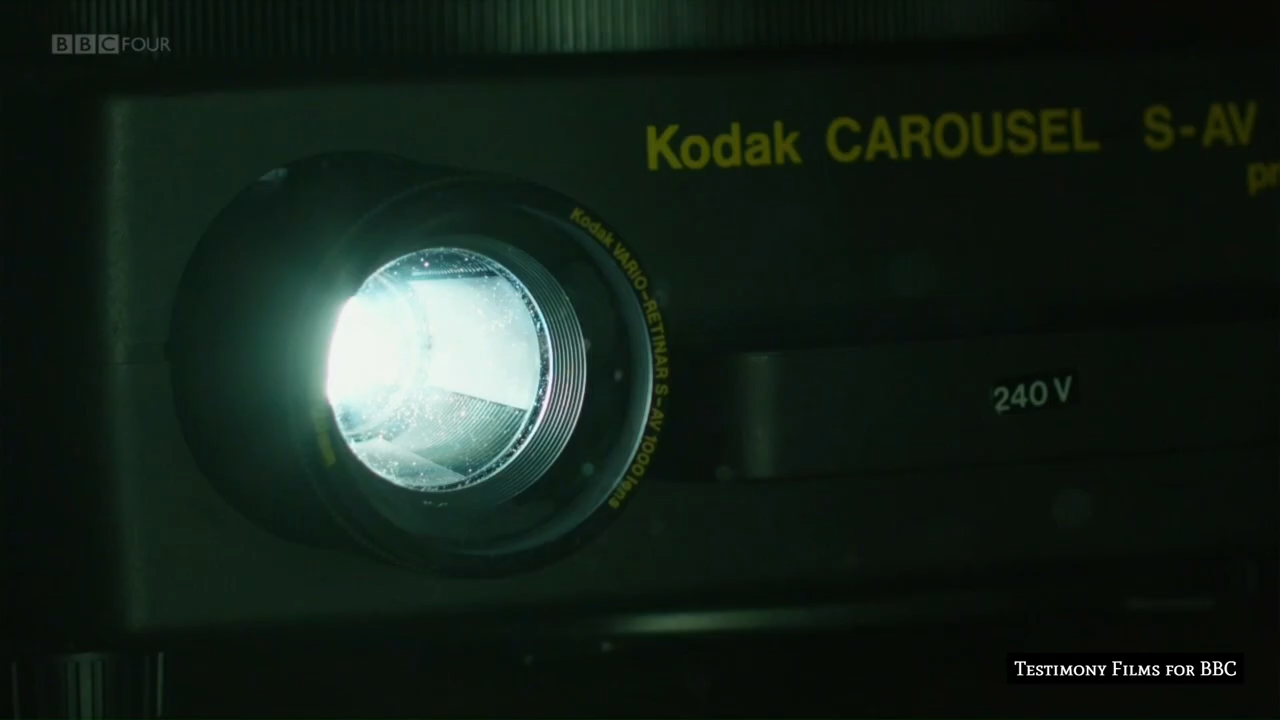 BBC FOUR
Kodak CAROUSEL S-AV
Kodak VARIO-RETINAR S-AV 1000 lens
240 V
TESTIMONY FILMS FOR BBC